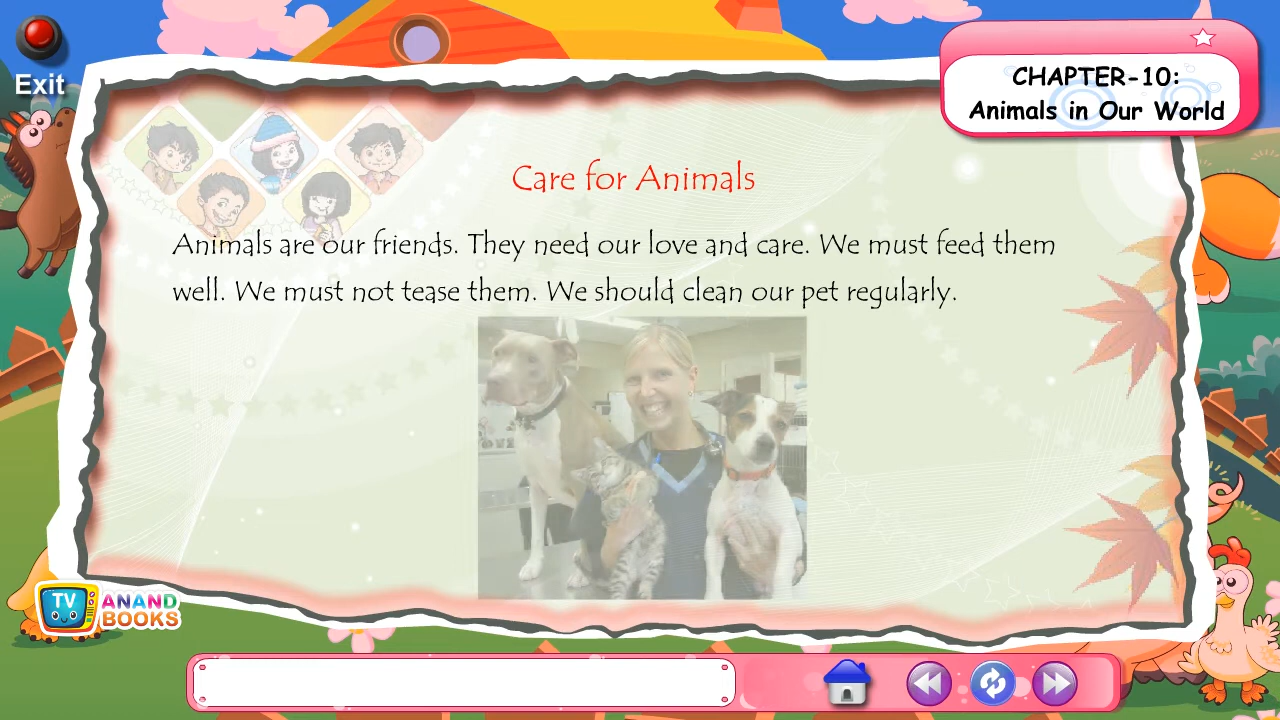 Exit
CHAPTER-10:
Animals in Our World
Care for Animals
Animals are our friends. They need our love and care. We must feed them
well. We must not tease them. We should clean our pet regularly.
TV
ANAND
BOOKS